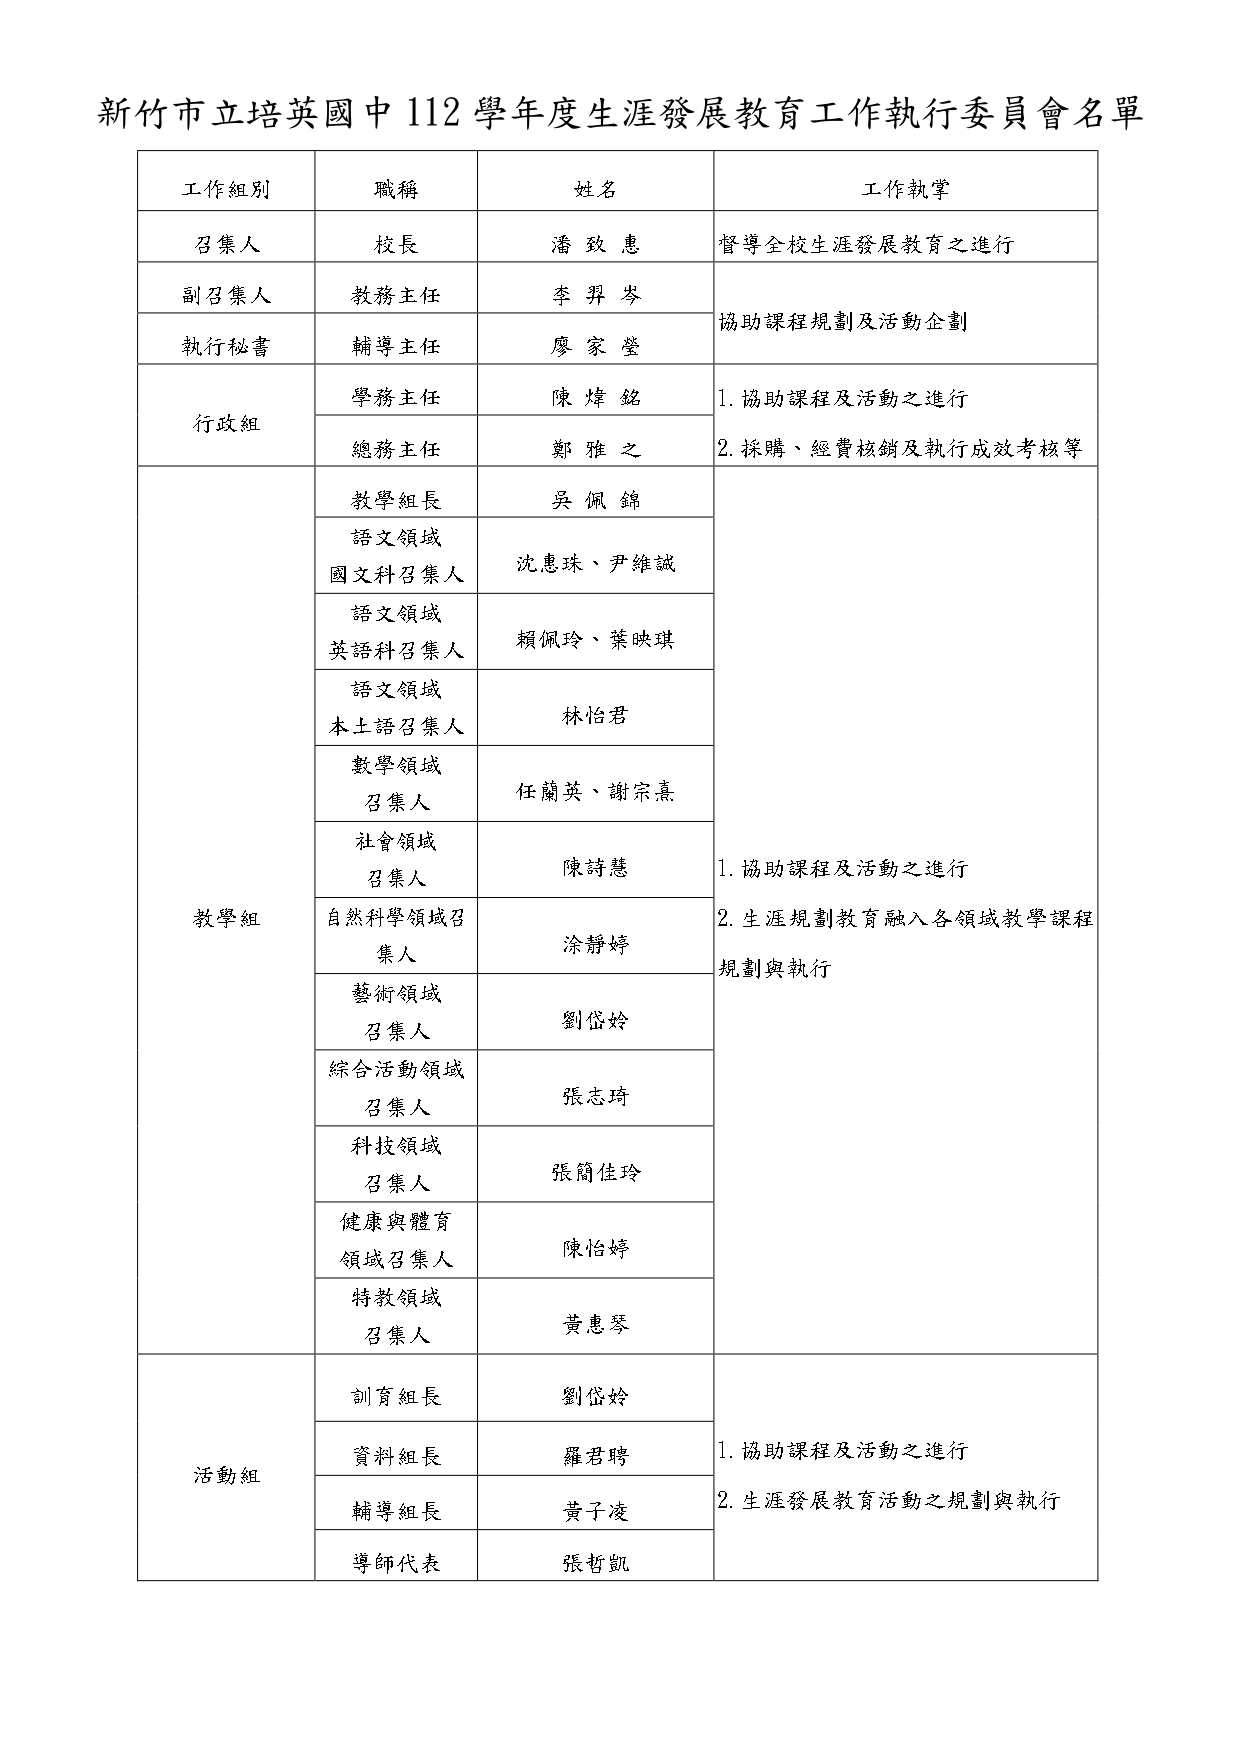 新竹市立培英國中 112 學年度生涯發展教育工作執行委員會名單
工作組別 職稱 姓名 工作執掌
召集人 校長 潘 致 惠 督導全校生涯發展教育之進行
副召集人 教務主任 李 羿 岑
協助課程規劃及活動企劃
執行秘書 輔導主任 廖 家 瑩
行政組
學務主任 陳 煒 銘 1. 協助課程及活動之進行
總務主任 鄭 雅 之 2. 採購、經費核銷及執行成效考核等
教學組
教學組長 吳 佩 錦
語文領域
國文科召集人
沈惠珠、尹維誠
語文領域
英語科召集人
賴佩玲、葉映琪
語文領域
本土語召集人
林怡君
數學領域
召集人
任蘭英、謝宗熹
社會領域
召集人
陳詩慧
自然科學領域召
集人
涂靜婷
藝術領域
召集人
劉岱姈
綜合活動領域
召集人
張志琦
科技領域
召集人
張簡佳玲
健康與體育
領域召集人
陳怡婷
特教領域
召集人
黃惠琴
1. 協助課程及活動之進行
2. 生涯規劃教育融入各領域教學課程
規劃與執行
活動組
訓育組長 劉岱姈
資料組長 羅君聘
輔導組長 黃子凌
導師代表 張哲凱
1. 協助課程及活動之進行
2. 生涯發展教育活動之規劃與執行